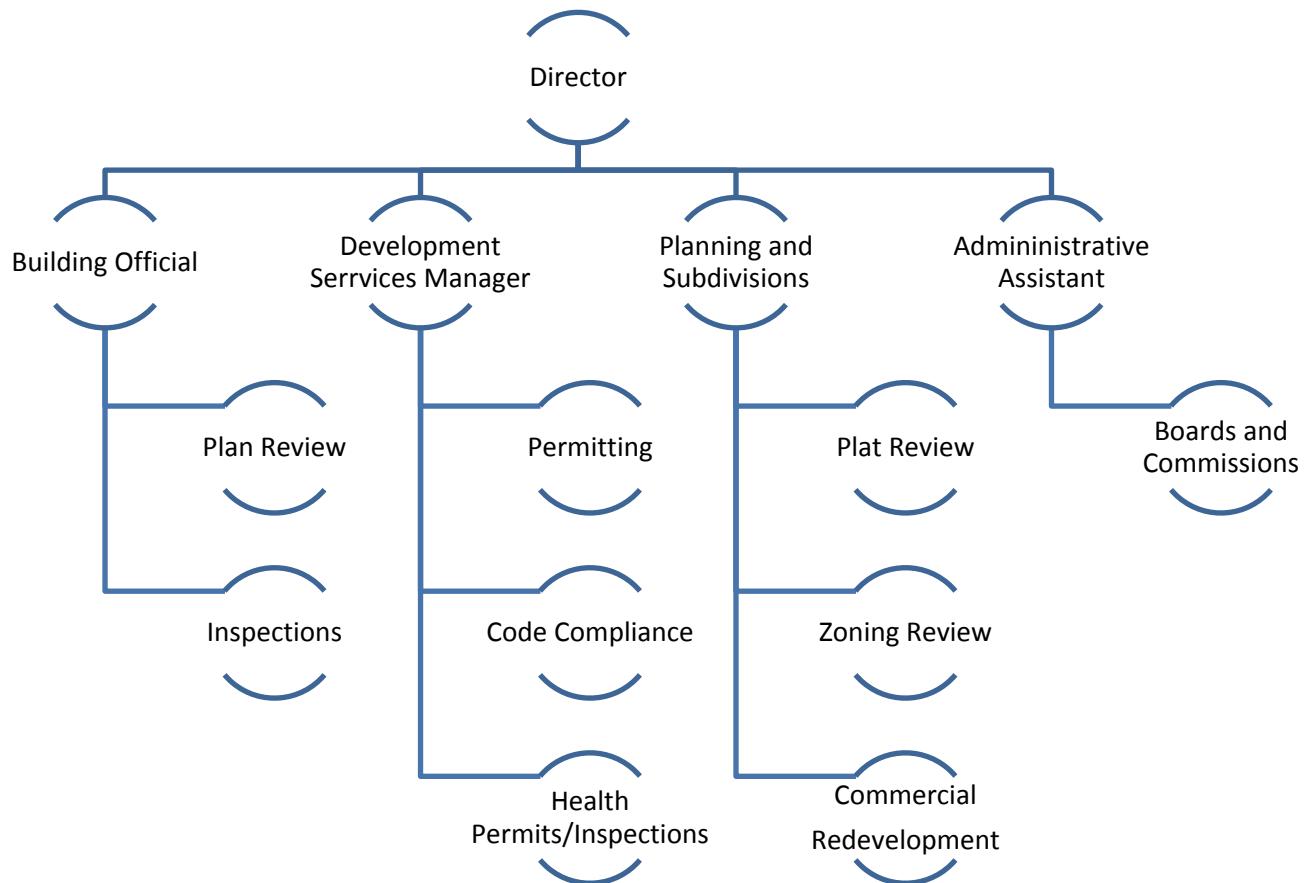 Director
Building Official
Development
Serrvices Manager
Planning and
Subdivisions
Admininistrative
Assistant
Plan Review
Permitting
Plat Review
Boards and
Commissions
Inspections
Code Compliance
Zoning Review
Health
Permits/Inspections
Commercial
Redevelopment